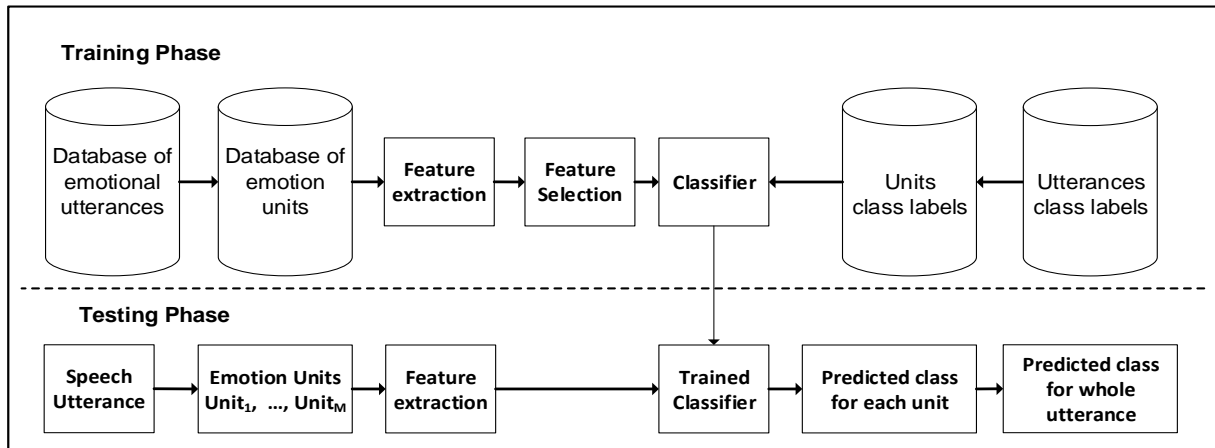 Training Phase
Database of
emotional
utterances
Database of
emotion
units
Feature
extraction
Feature
Selection
Classifier
Units
class labels
Utterances
class labels
Testing Phase
Speech
Utterance
Emotion Units
Unit₁, ..., Unit_M
Feature
extraction
Trained
Classifier
Predicted class
for each unit
Predicted class
for whole
utterance